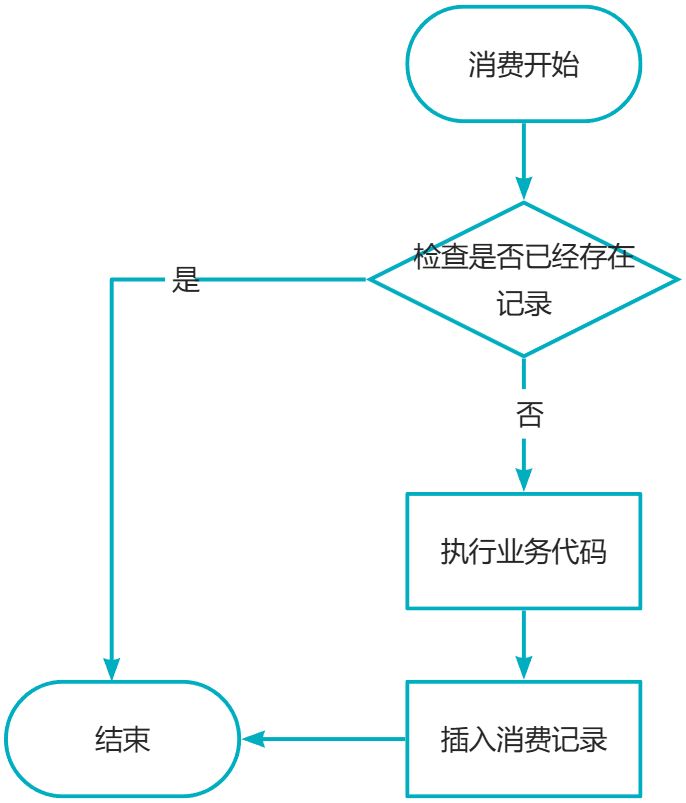 消费开始
检查是否已经存在
记录
是
否
执行业务代码
插入消费记录
结束